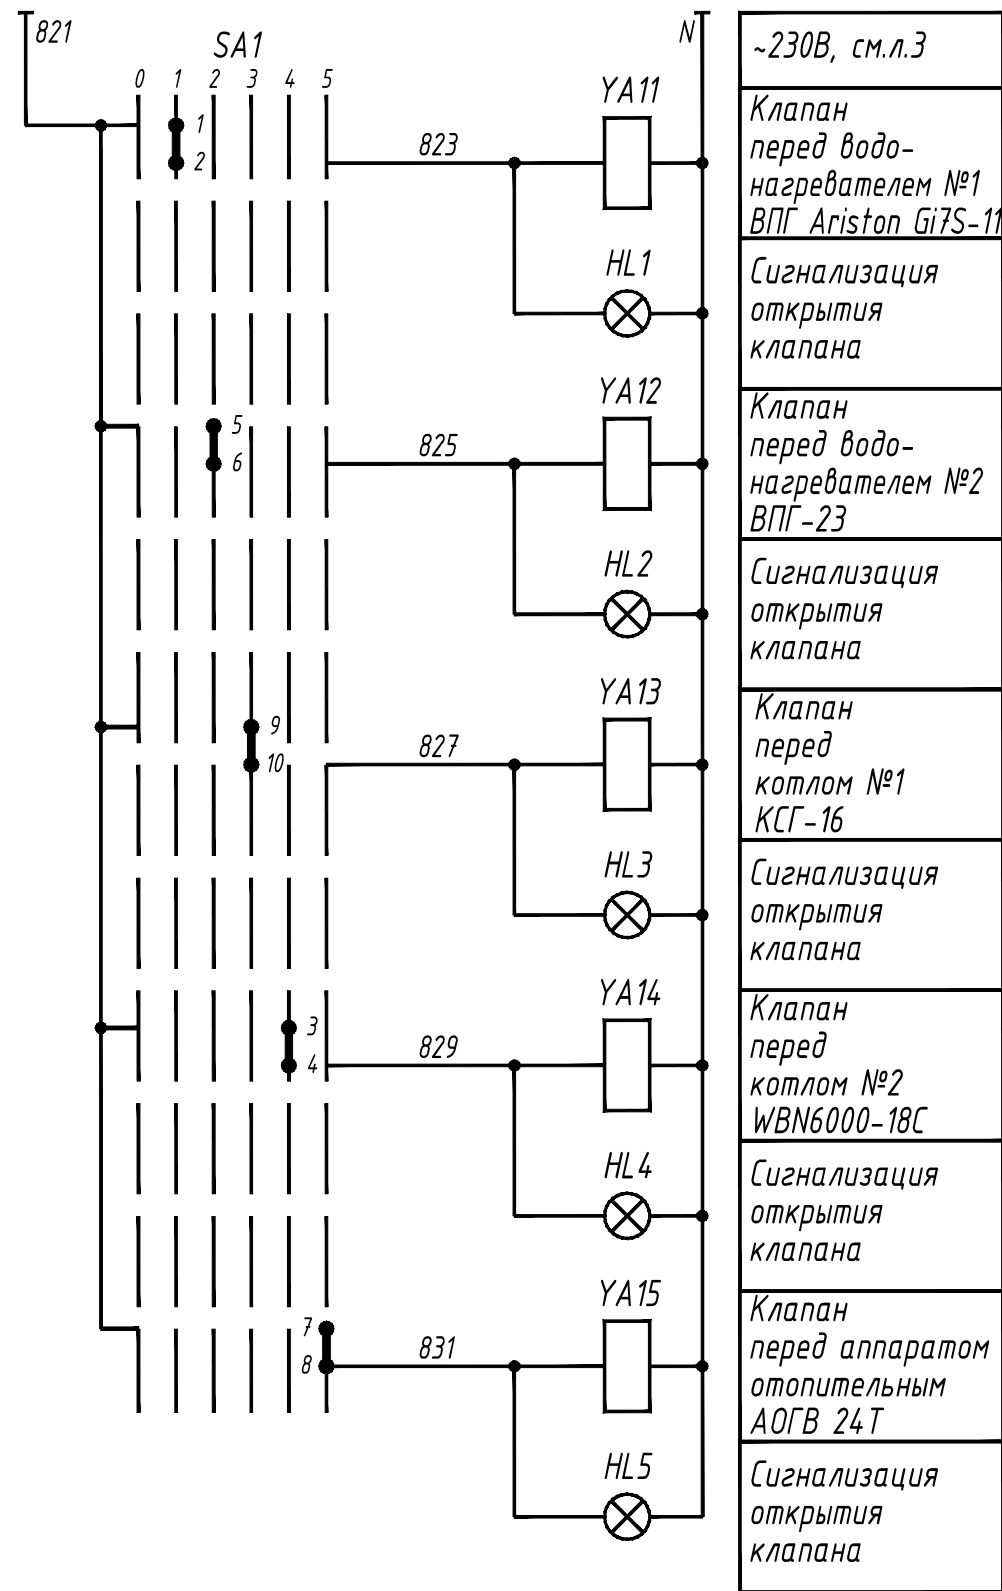 821
N
SA1
0 1 2 3 4 5
~230В, см.л.3
1
2
823
YA11
Клапан
перед водо-
нагревателем №1
ВПГ Ariston Gi7S-11
HL1
Сигнализация
открытия
клапана
5
6
825
YA12
Клапан
перед водо-
нагревателем №2
ВПГ-23
HL2
Сигнализация
открытия
клапана
9
10
827
YA13
Клапан
перед
котлом №1
КСГ-16
HL3
Сигнализация
открытия
клапана
3
4
829
YA14
Клапан
перед
котлом №2
WBN6000-18C
HL4
Сигнализация
открытия
клапана
7
8
831
YA15
Клапан
перед аппаратом
отопительным
АОГВ 24Т
HL5
Сигнализация
открытия
клапана